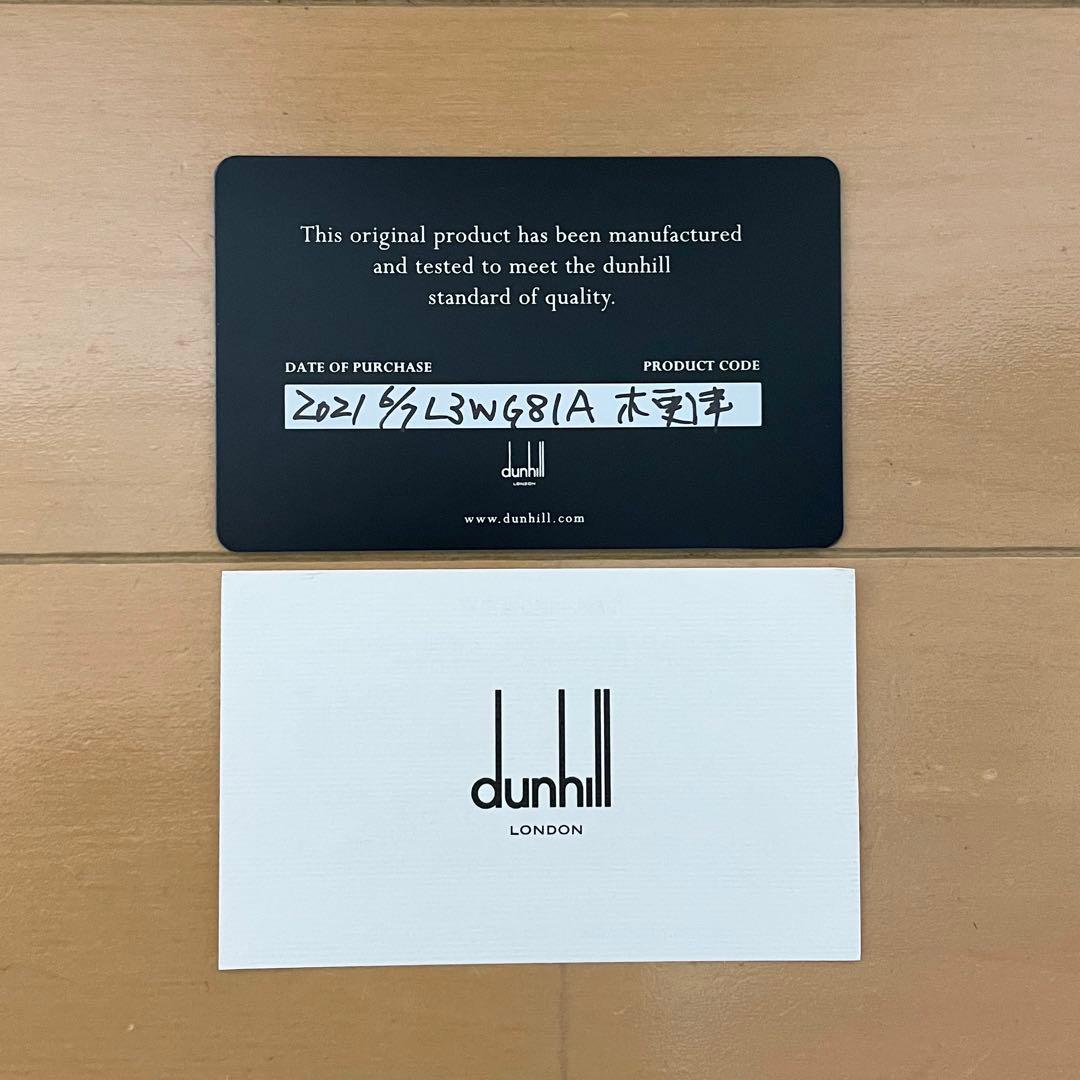 This original product has been manufactured
and tested to meet the dunhill
standard of quality.
DATE OF PURCHASE PRODUCT CODE
2021 6/7 L3WG81A 木更津
dunhill
LONDON
www.dunhill.com
dunhill
LONDON